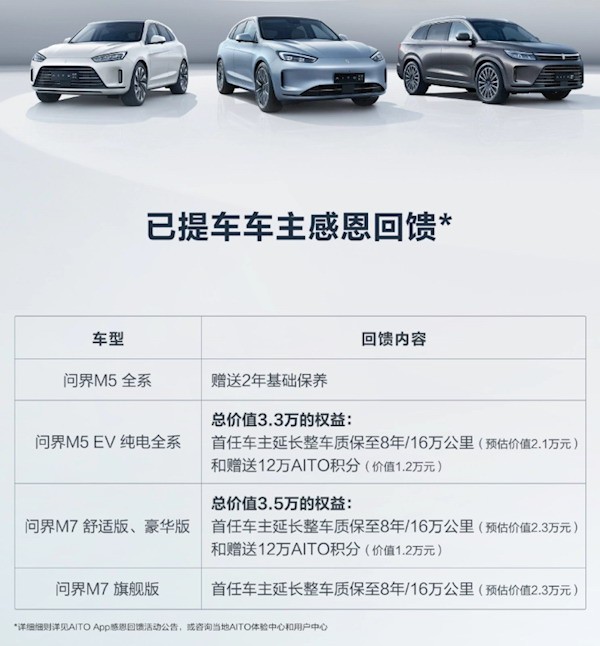 已提车车主感恩回馈*
车型
回馈内容
问界M5 全系
赠送2年基础保养
问界M5 EV 纯电全系
总价值3.3万的权益：
首任车主延长整车质保至8年/16万公里（预估价值2.1万元）
和赠送12万AITO积分（价值1.2万元）
问界M7 舒适版、豪华版
总价值3.5万的权益：
首任车主延长整车质保至8年/16万公里（预估价值2.3万元）
和赠送12万AITO积分（价值1.2万元）
问界M7 旗舰版
首任车主延长整车质保至8年/16万公里（预估价值2.3万元）
*详细细则详见AITO App感恩回馈活动公告，或咨询当地AITO体验中心和用户中心